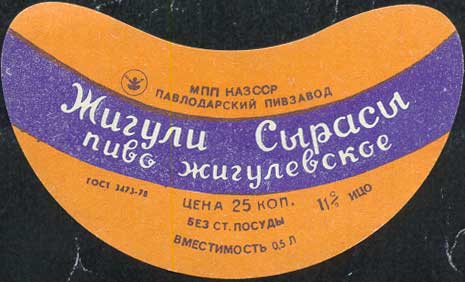 МПП КАЗССР
ПАВЛОДАРСКИЙ ПИВЗАВОД
Жигули Сырасы
пиво жигулевское
ГОСТ 3473-78
ЦЕНА 25 КОП.
11% ИЦО
БЕЗ СТ. ПОСУДЫ
ВМЕСТИМОСТЬ 0,5 Л